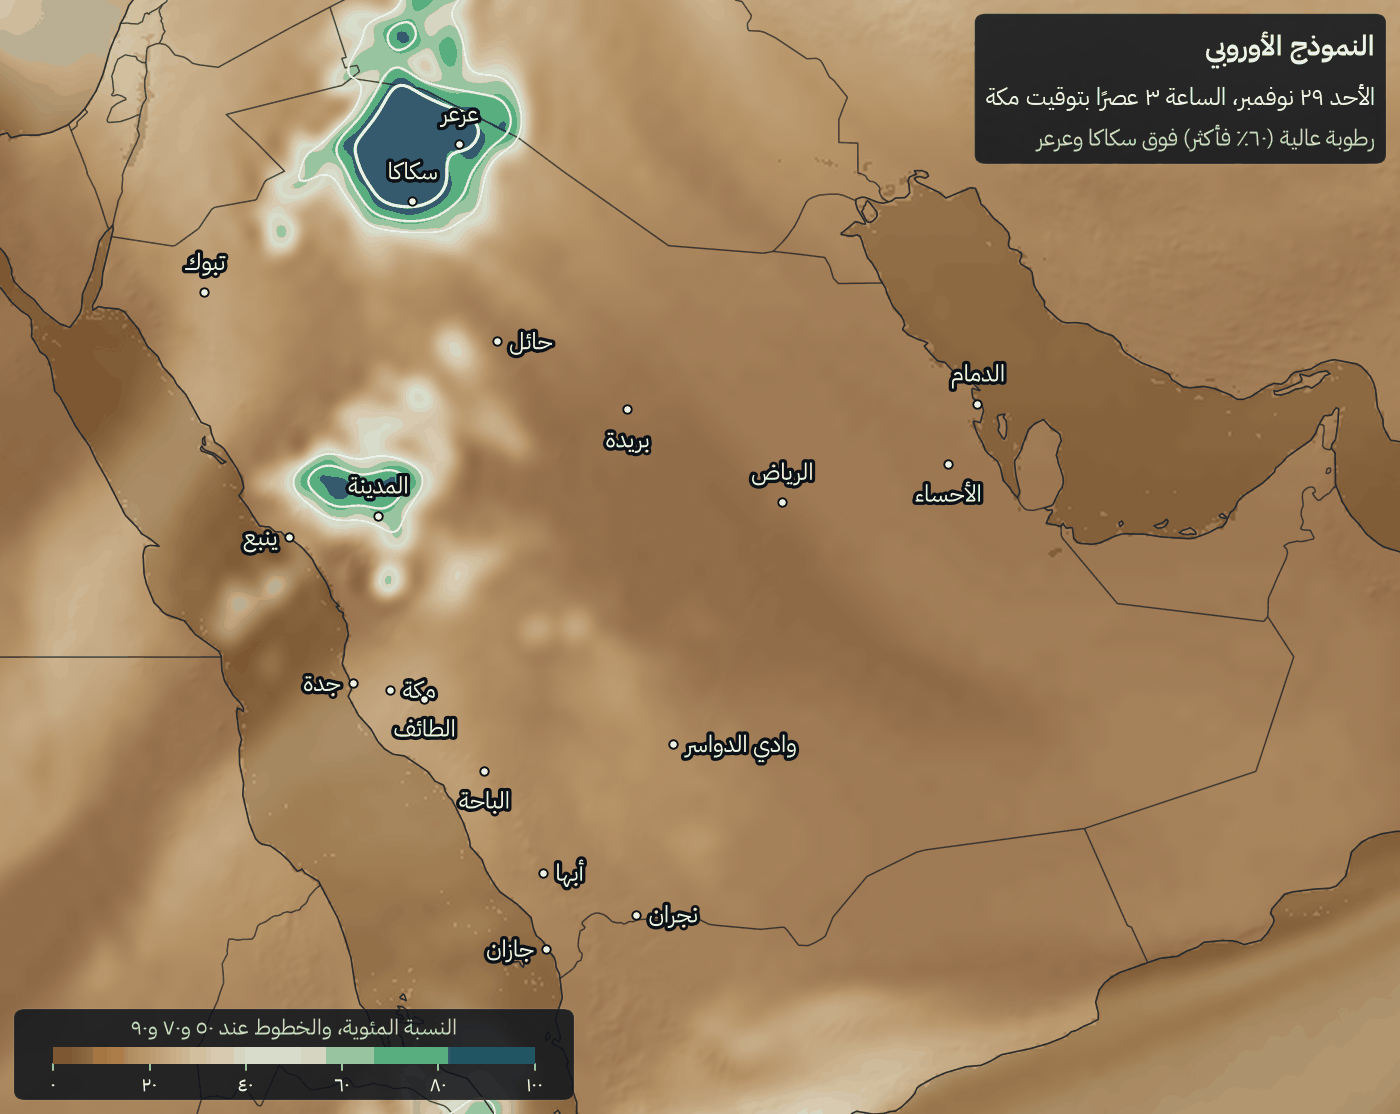 النموذج الأوروبي
الأحد ٢٩ نوفمبر، الساعة ٣ عصرًا بتوقيت مكة
رطوبة عالية (٦٠٪ فأكثر) فوق سكاكا وعرعر
عرعر
سكاكا
تبوك
حائل
الدمام
بريدة
الرياض
الأحساء
المدينة
ينبع
جدة
مكة
الطائف
وادي الدواسر
الباحة
أبها
نجران
جازان
النسبة المئوية، والخطوط عند ٥٠ و٧٠ و٩٠
٠ ٢٠ ٤٠ ٦٠ ٨٠ ١٠٠